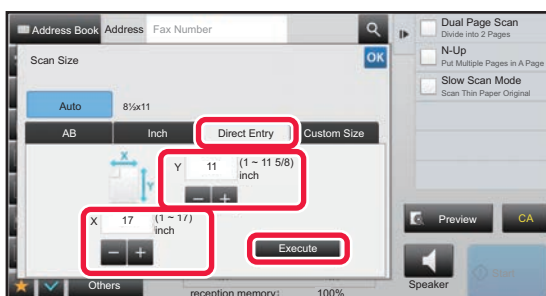 Address Book Address Fax Number
Scan Size
OK
Auto 8½x11
AB Inch Direct Entry Custom Size
X
Y
Y 11 (1 ~ 11 5/8)
inch
X 17 (1 ~ 17)
inch
Execute
Others
reception memory: 100%
Dual Page Scan
Divide into 2 Pages
N-Up
Put Multiple Pages in A Page
Slow Scan Mode
Scan Thin Paper Original
Preview CA
Speaker
Start